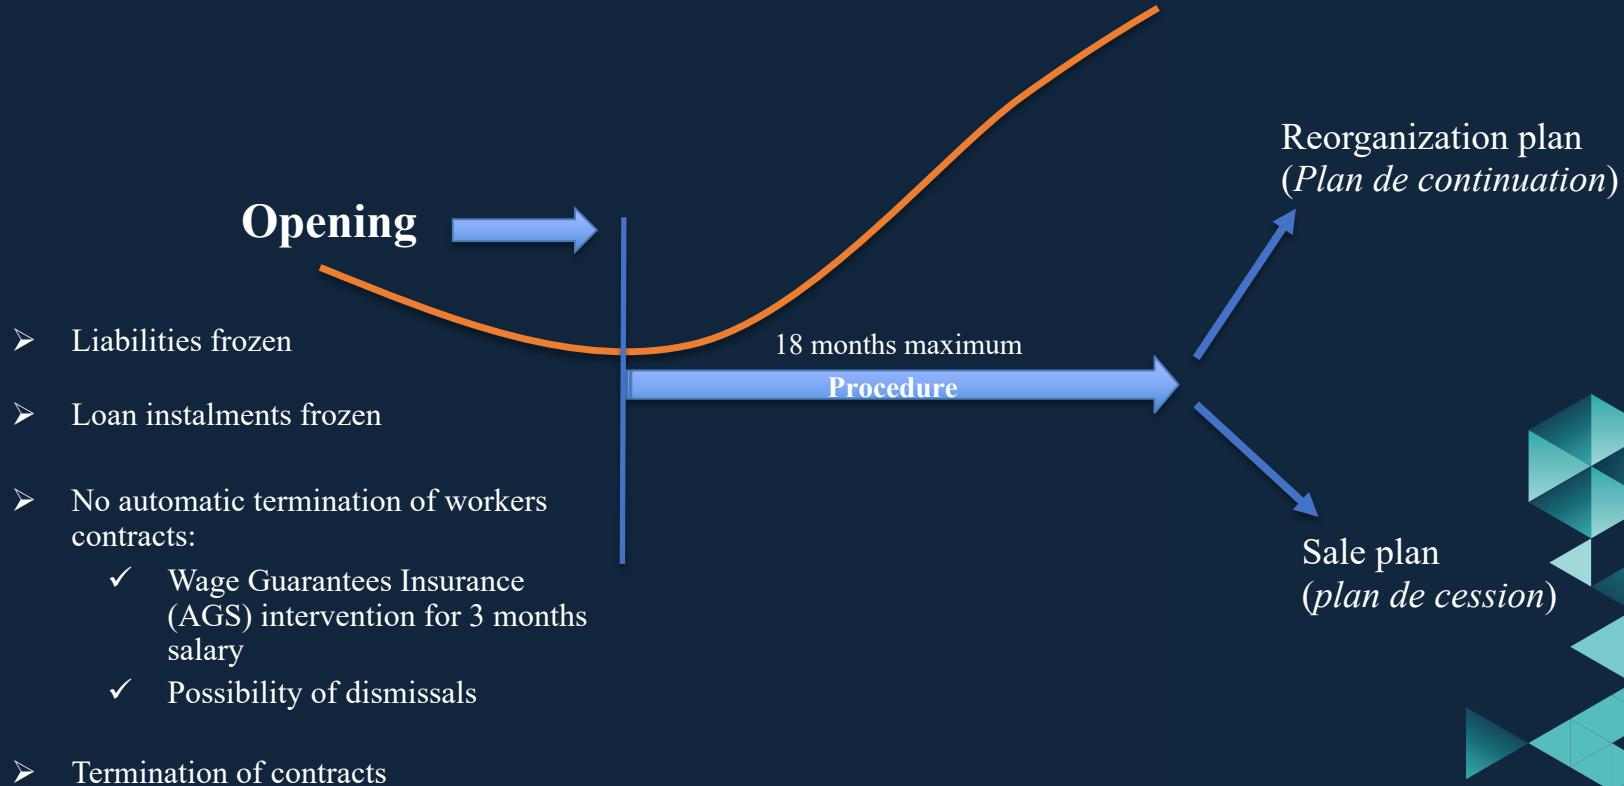 Opening
Liabilities frozen
Loan instalments frozen
No automatic termination of workers
contracts:
Wage Guarantees Insurance
(AGS) intervention for 3 months
salary
Possibility of dismissals
Termination of contracts
18 months maximum
Procedure
Reorganization plan
(Plan de continuation)
Sale plan
(plan de cession)